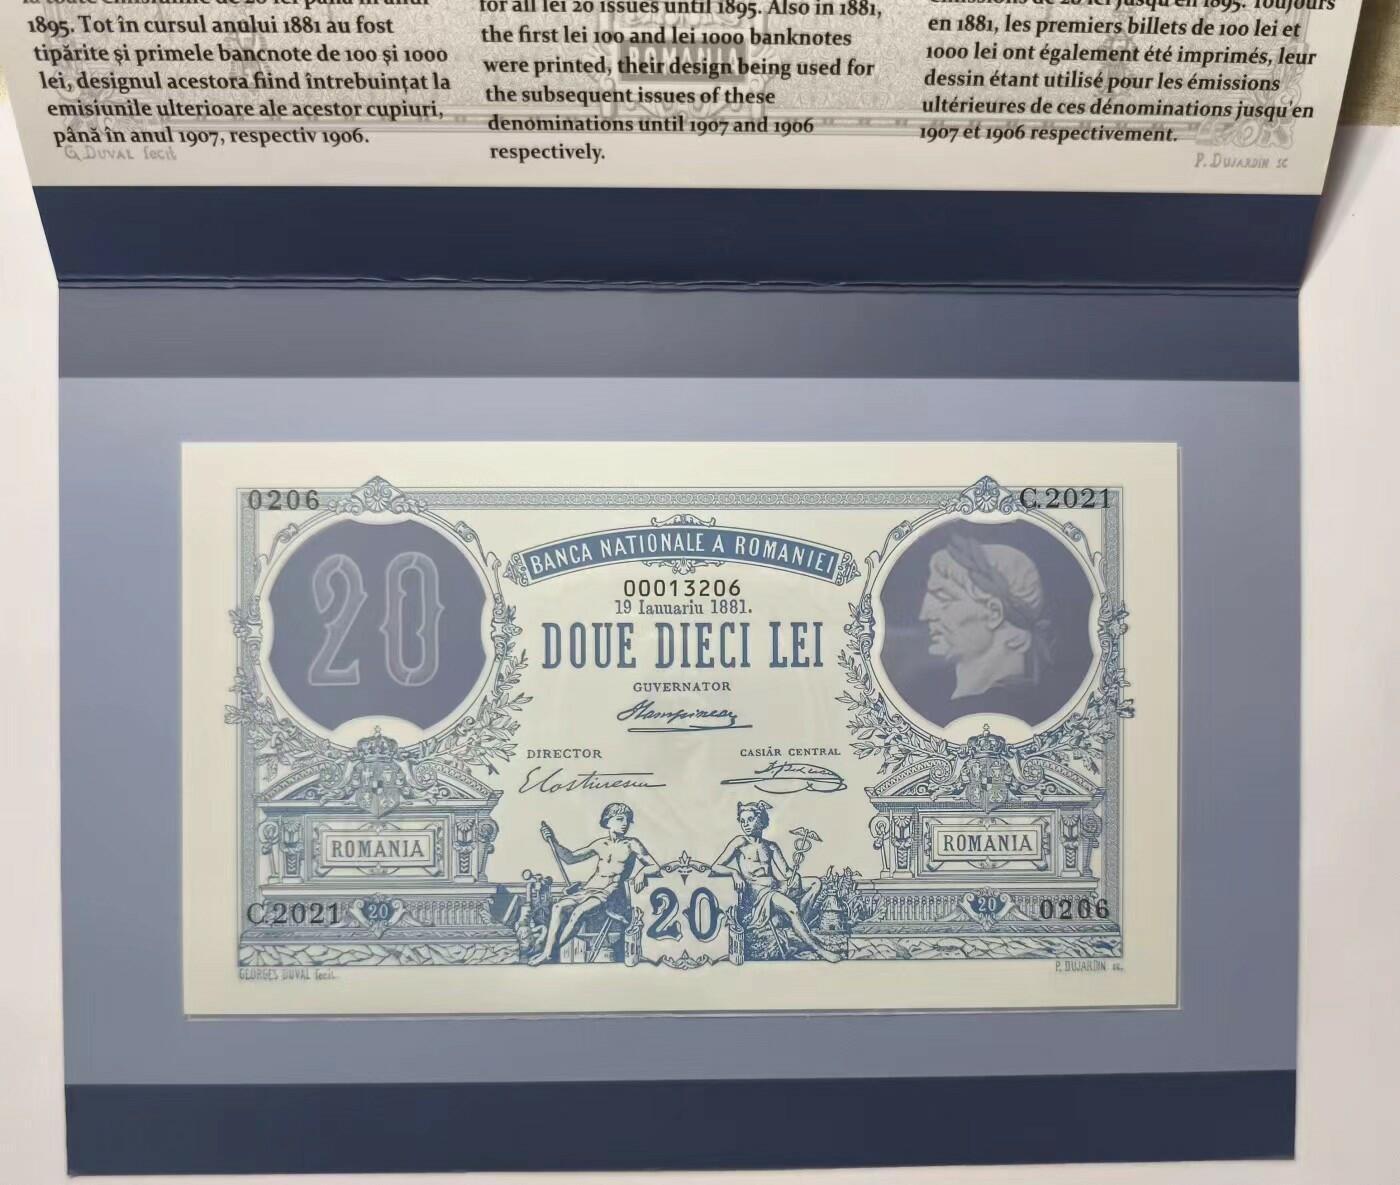 1895. Tot în cursul anului 1881 au fost
tipărite și primele bancnote de 100 și 1000
lei, designul acestora fiind întrebuințat la
emisiunile ulterioare ale acestor cupiuri,
până în anul 1907, respectiv 1906.
G. DUVAL fecit
for all lei 20 issues until 1895. Also in 1881,
the first lei 100 and lei 1000 banknotes
were printed, their design being used for
the subsequent issues of these
denominations until 1907 and 1906
respectively.
ROMANIA
en 1881, les premiers billets de 100 lei et
1000 lei ont également été imprimés, leur
dessin étant utilisé pour les émissions
ultérieures de ces dénominations jusqu'en
1907 et 1906 respectivement.
P. DUJARDIN SC
0206
C.2021
20
BANCA NATIONALE A ROMANIEI
00013206
19 Ianuariu 1881.
DOUE DIECI LEI
GUVERNATOR
DIRECTOR
CASIĂR CENTRAL
ROMANIA
ROMANIA
C.2021
20
20
20
0206
GEORGES DUVAL fecit.
P. DUJARDIN sc.